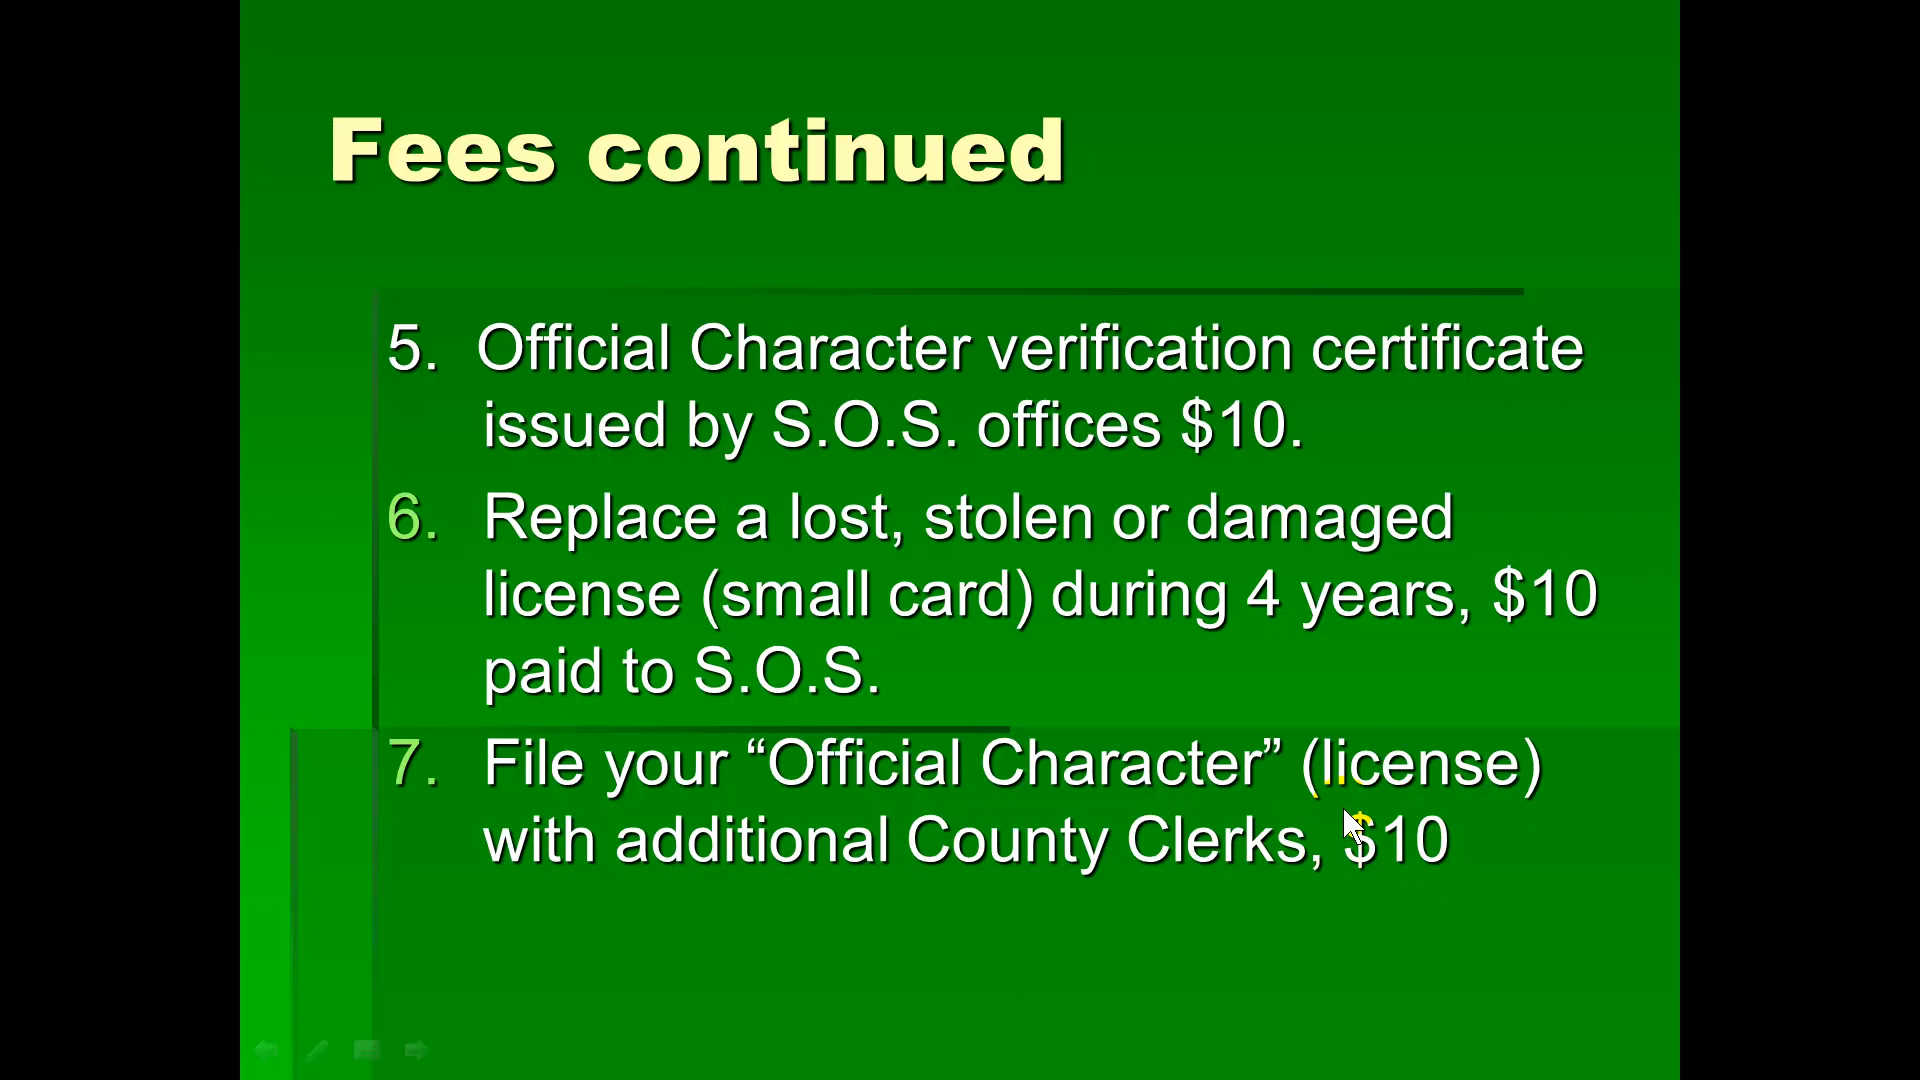 Fees continued
5. Official Character verification certificate
issued by S.O.S. offices $10.
6. Replace a lost, stolen or damaged
license (small card) during 4 years, $10
paid to S.O.S.
7. File your “Official Character” (license)
with additional County Clerks, $10